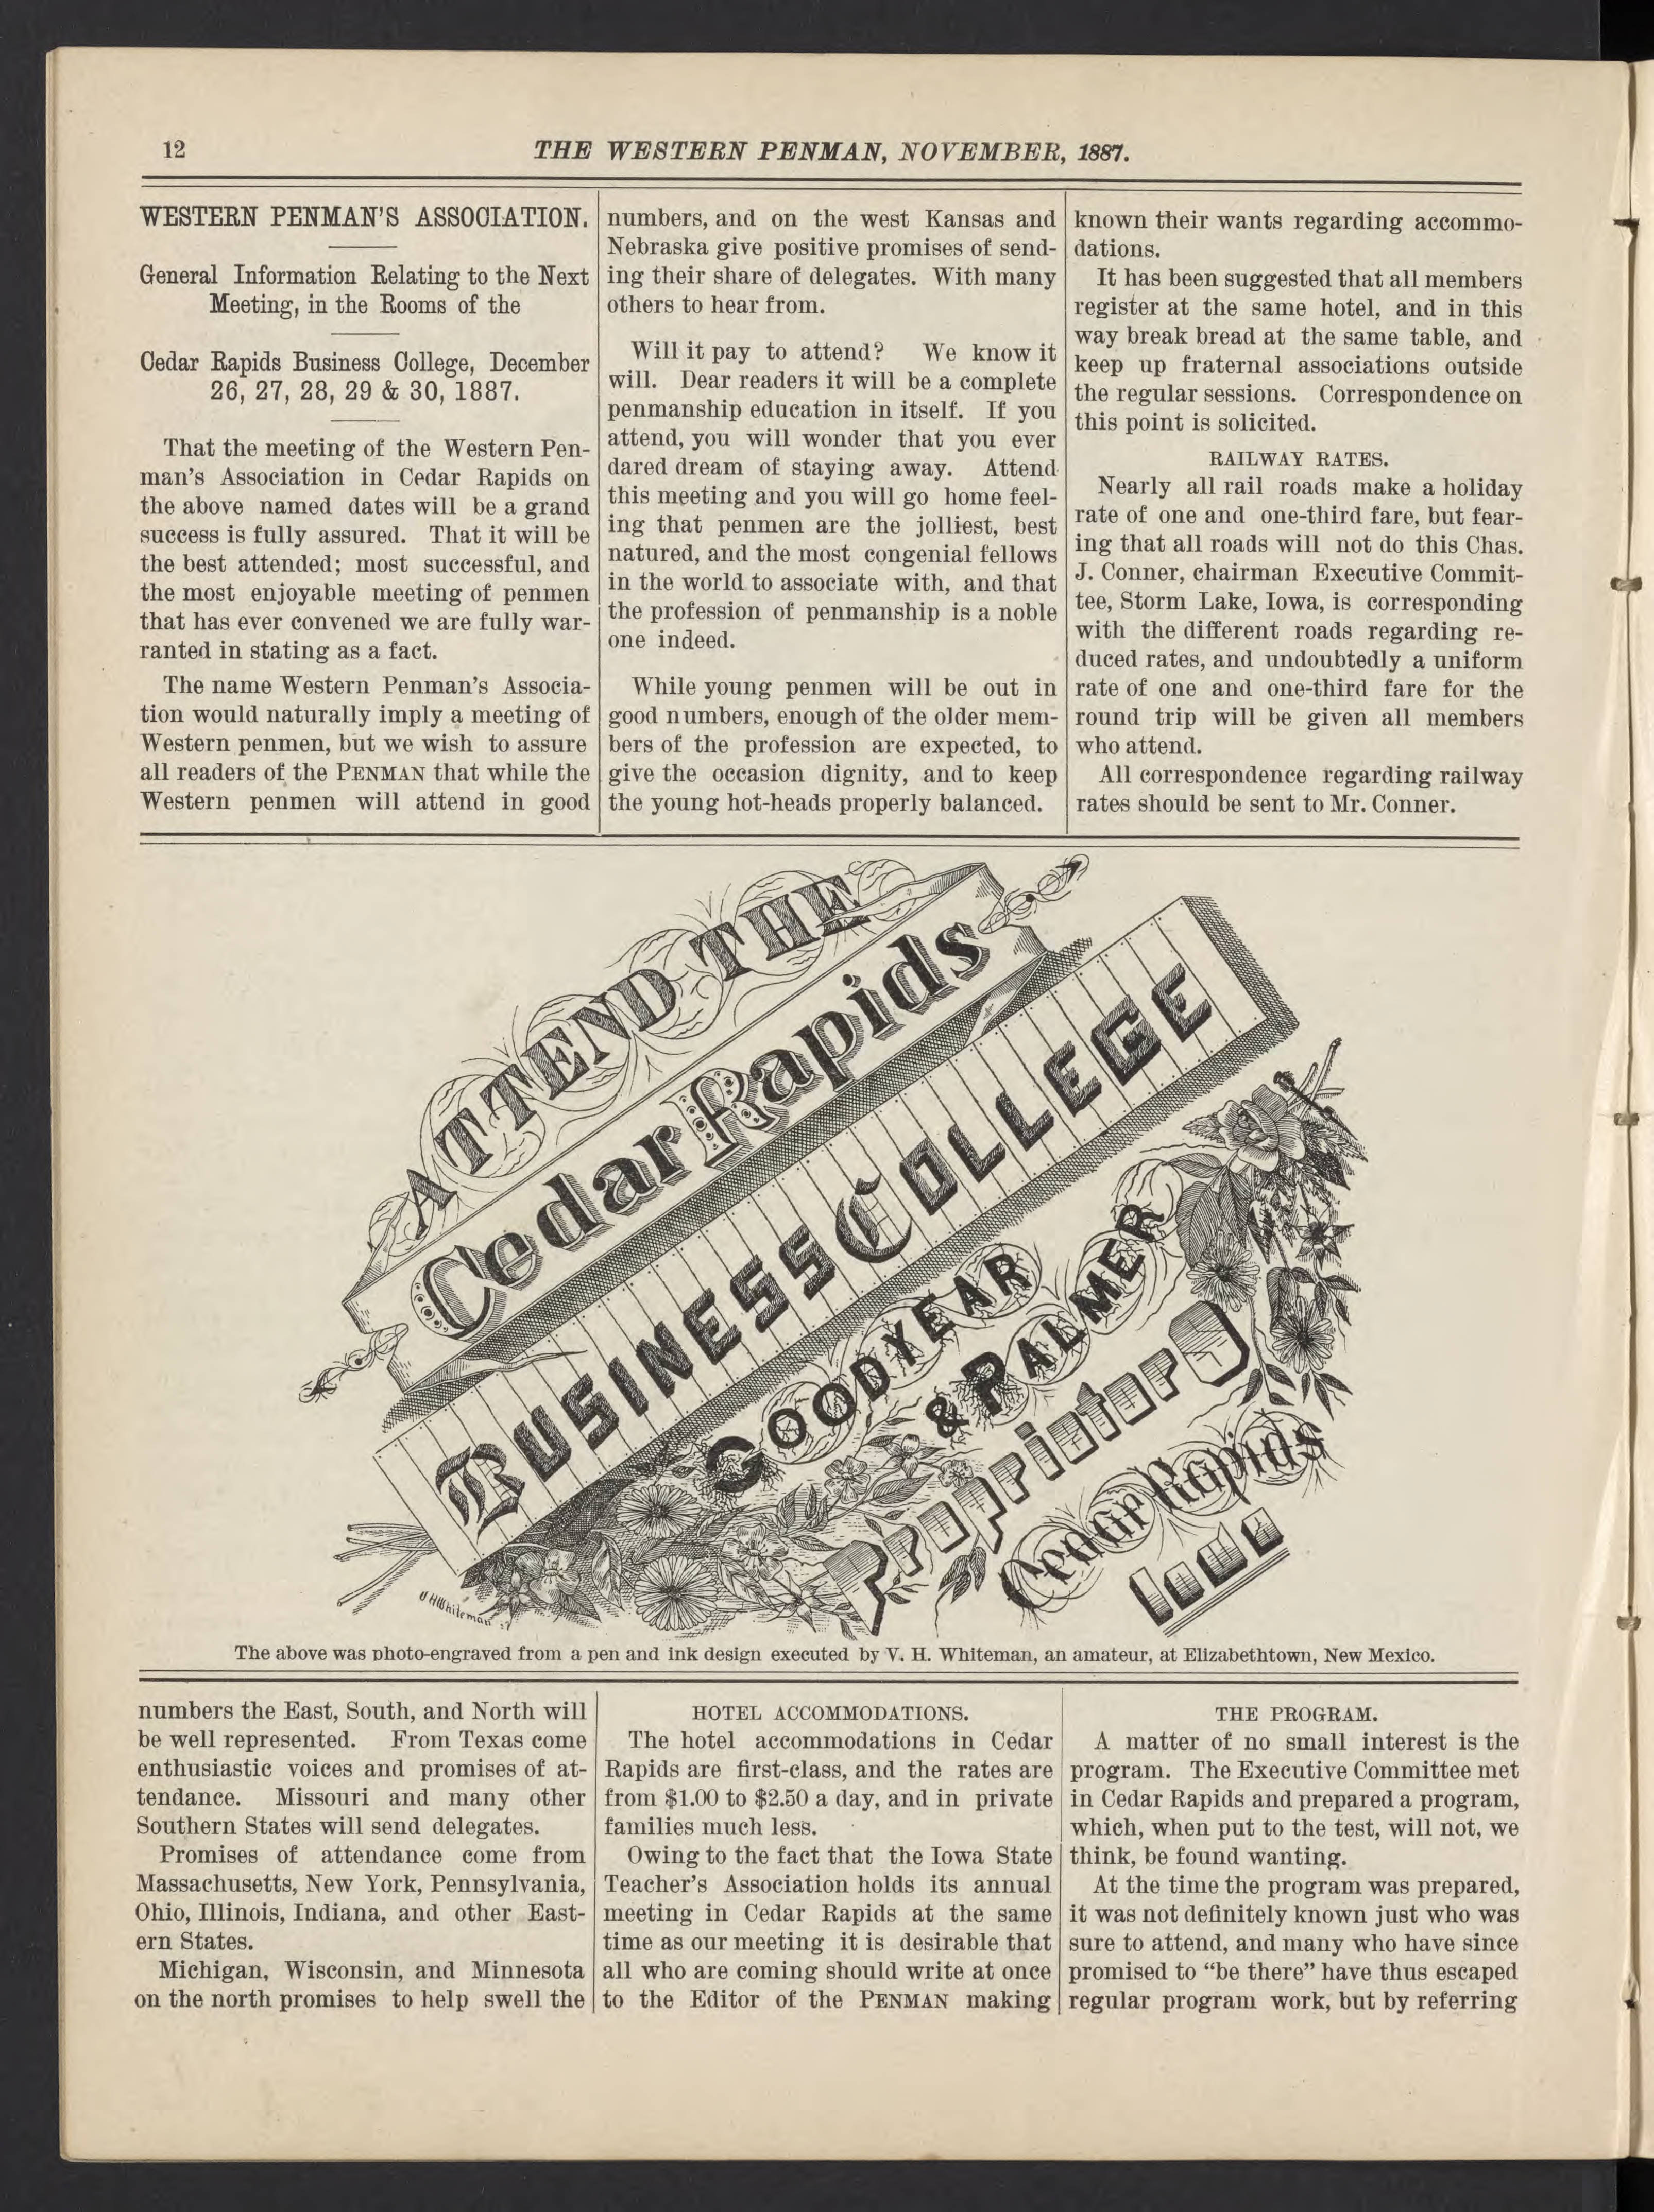 12
THE WESTERN PENMAN, NOVEMBER, 1887.
WESTERN PENMAN'S ASSOCIATION.
General Information Relating to the Next
Meeting, in the Rooms of the
Cedar Rapids Business College, December
26, 27, 28, 29 & 30, 1887.
That the meeting of the Western Pen-
man's Association in Cedar Rapids on
the above named dates will be a grand
success is fully assured. That it will be
the best attended; most successful, and
the most enjoyable meeting of penmen
that has ever convened we are fully war-
ranted in stating as a fact.
The name Western Penman's Associa-
tion would naturally imply a meeting of
Western penmen, but we wish to assure
all readers of the PENMAN that while the
Western penmen will attend in good
numbers the East, South, and North will
be well represented. From Texas come
enthusiastic voices and promises of at-
tendance. Missouri and many other
Southern States will send delegates.
Promises of attendance come from
Massachusetts, New York, Pennsylvania,
Ohio, Illinois, Indiana, and other East-
ern States.
Michigan, Wisconsin, and Minnesota
on the north promises to help swell the
numbers, and on the west Kansas and
Nebraska give positive promises of send-
ing their share of delegates. With many
others to hear from.
Will it pay to attend? We know it
will. Dear readers it will be a complete
penmanship education in itself. If you
attend, you will wonder that you ever
dared dream of staying away. Attend
this meeting and you will go home feel-
ing that penmen are the jolliest, best
natured, and the most congenial fellows
in the world to associate with, and that
the profession of penmanship is a noble
one indeed.
While young penmen will be out in
good numbers, enough of the older mem-
bers of the profession are expected, to
give the occasion dignity, and to keep
the young hot-heads properly balanced.
HOTEL ACCOMMODATIONS.
The hotel accommodations in Cedar
Rapids are first-class, and the rates are
from $1.00 to $2.50 a day, and in private
families much less.
Owing to the fact that the Iowa State
Teacher's Association holds its annual
meeting in Cedar Rapids at the same
time as our meeting it is desirable that
all who are coming should write at once
to the Editor of the PENMAN making
known their wants regarding accommo-
dations.
It has been suggested that all members
register at the same hotel, and in this
way break bread at the same table, and
keep up fraternal associations outside
the regular sessions. Correspondence on
this point is solicited.
RAILWAY RATES.
Nearly all rail roads make a holiday
rate of one and one-third fare, but fear-
ing that all roads will not do this Chas.
J. Conner, chairman Executive Commit-
tee, Storm Lake, Iowa, is corresponding
with the different roads regarding re-
duced rates, and undoubtedly a uniform
rate of one and one-third fare for the
round trip will be given all members
who attend.
All correspondence regarding railway
rates should be sent to Mr. Conner.
THE PROGRAM.
A matter of no small interest is the
program. The Executive Committee met
in Cedar Rapids and prepared a program,
which, when put to the test, will not, we
think, be found wanting.
At the time the program was prepared,
it was not definitely known just who was
sure to attend, and many who have since
promised to "be there" have thus escaped
regular program work, but by referring
ATTEND THE
Cedar Rapids
BUSINESS COLLEGE
GOODYEAR
& PALMER
Proprietors
Cedar Rapids
Iowa
V H Whiteman
The above was photo-engraved from a pen and ink design executed by V. H. Whiteman, an amateur, at Elizabethtown, New Mexico.